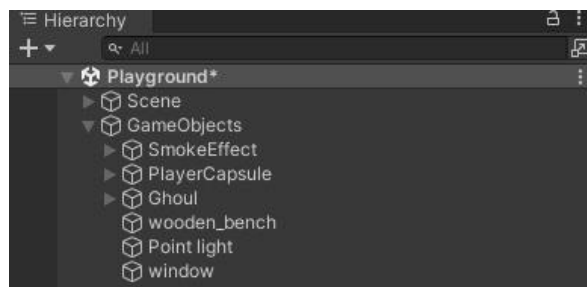 Hierarchy
All
Playground*
Scene
GameObjects
SmokeEffect
PlayerCapsule
Ghoul
wooden_bench
Point light
window